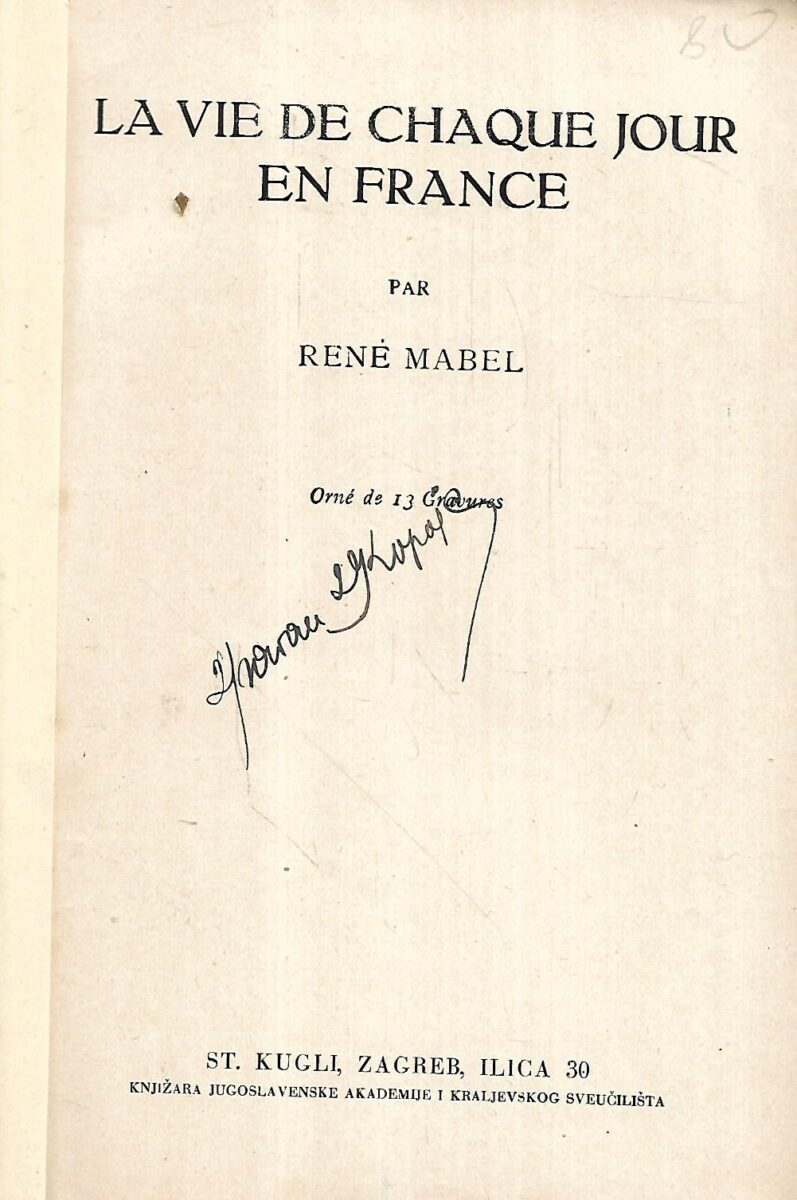 LA VIE DE CHAQUE JOUR
EN FRANCE
PAR
RENÉ MABEL
Orné de 13 Gravures
ST. KUGLI, ZAGREB, ILICA 30
KNJIŽARA JUGOSLAVENSKE AKADEMIJE I KRALJEVSKOG SVEUČILIŠTA